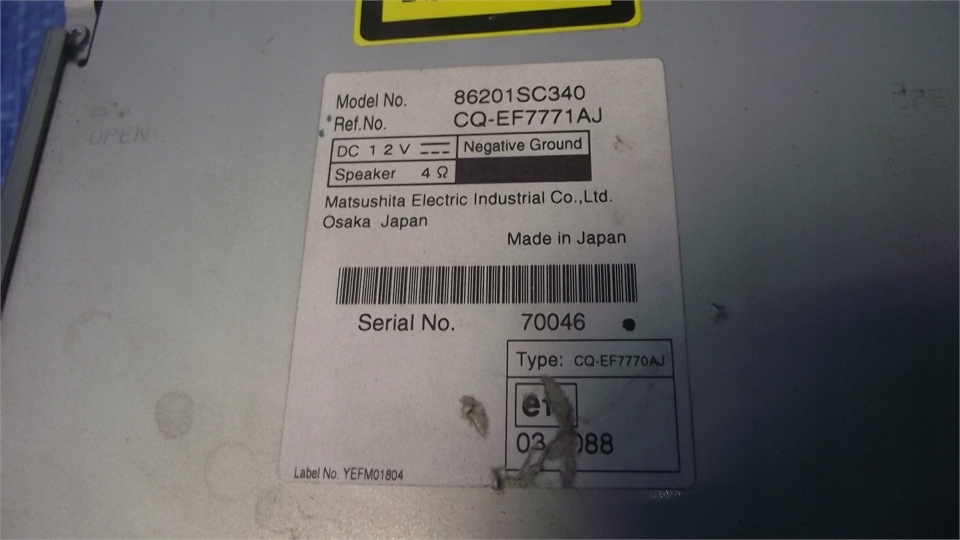 Model No. 86201SC340
Ref.No. CQ-EF7771AJ
DC 12V Negative Ground
Speaker 4Ω
Matsushita Electric Industrial Co.,Ltd.
Osaka Japan
Made in Japan
Serial No. 70046
Type: CQ-EF7770AJ
Label No. YEFM01804
OPEN